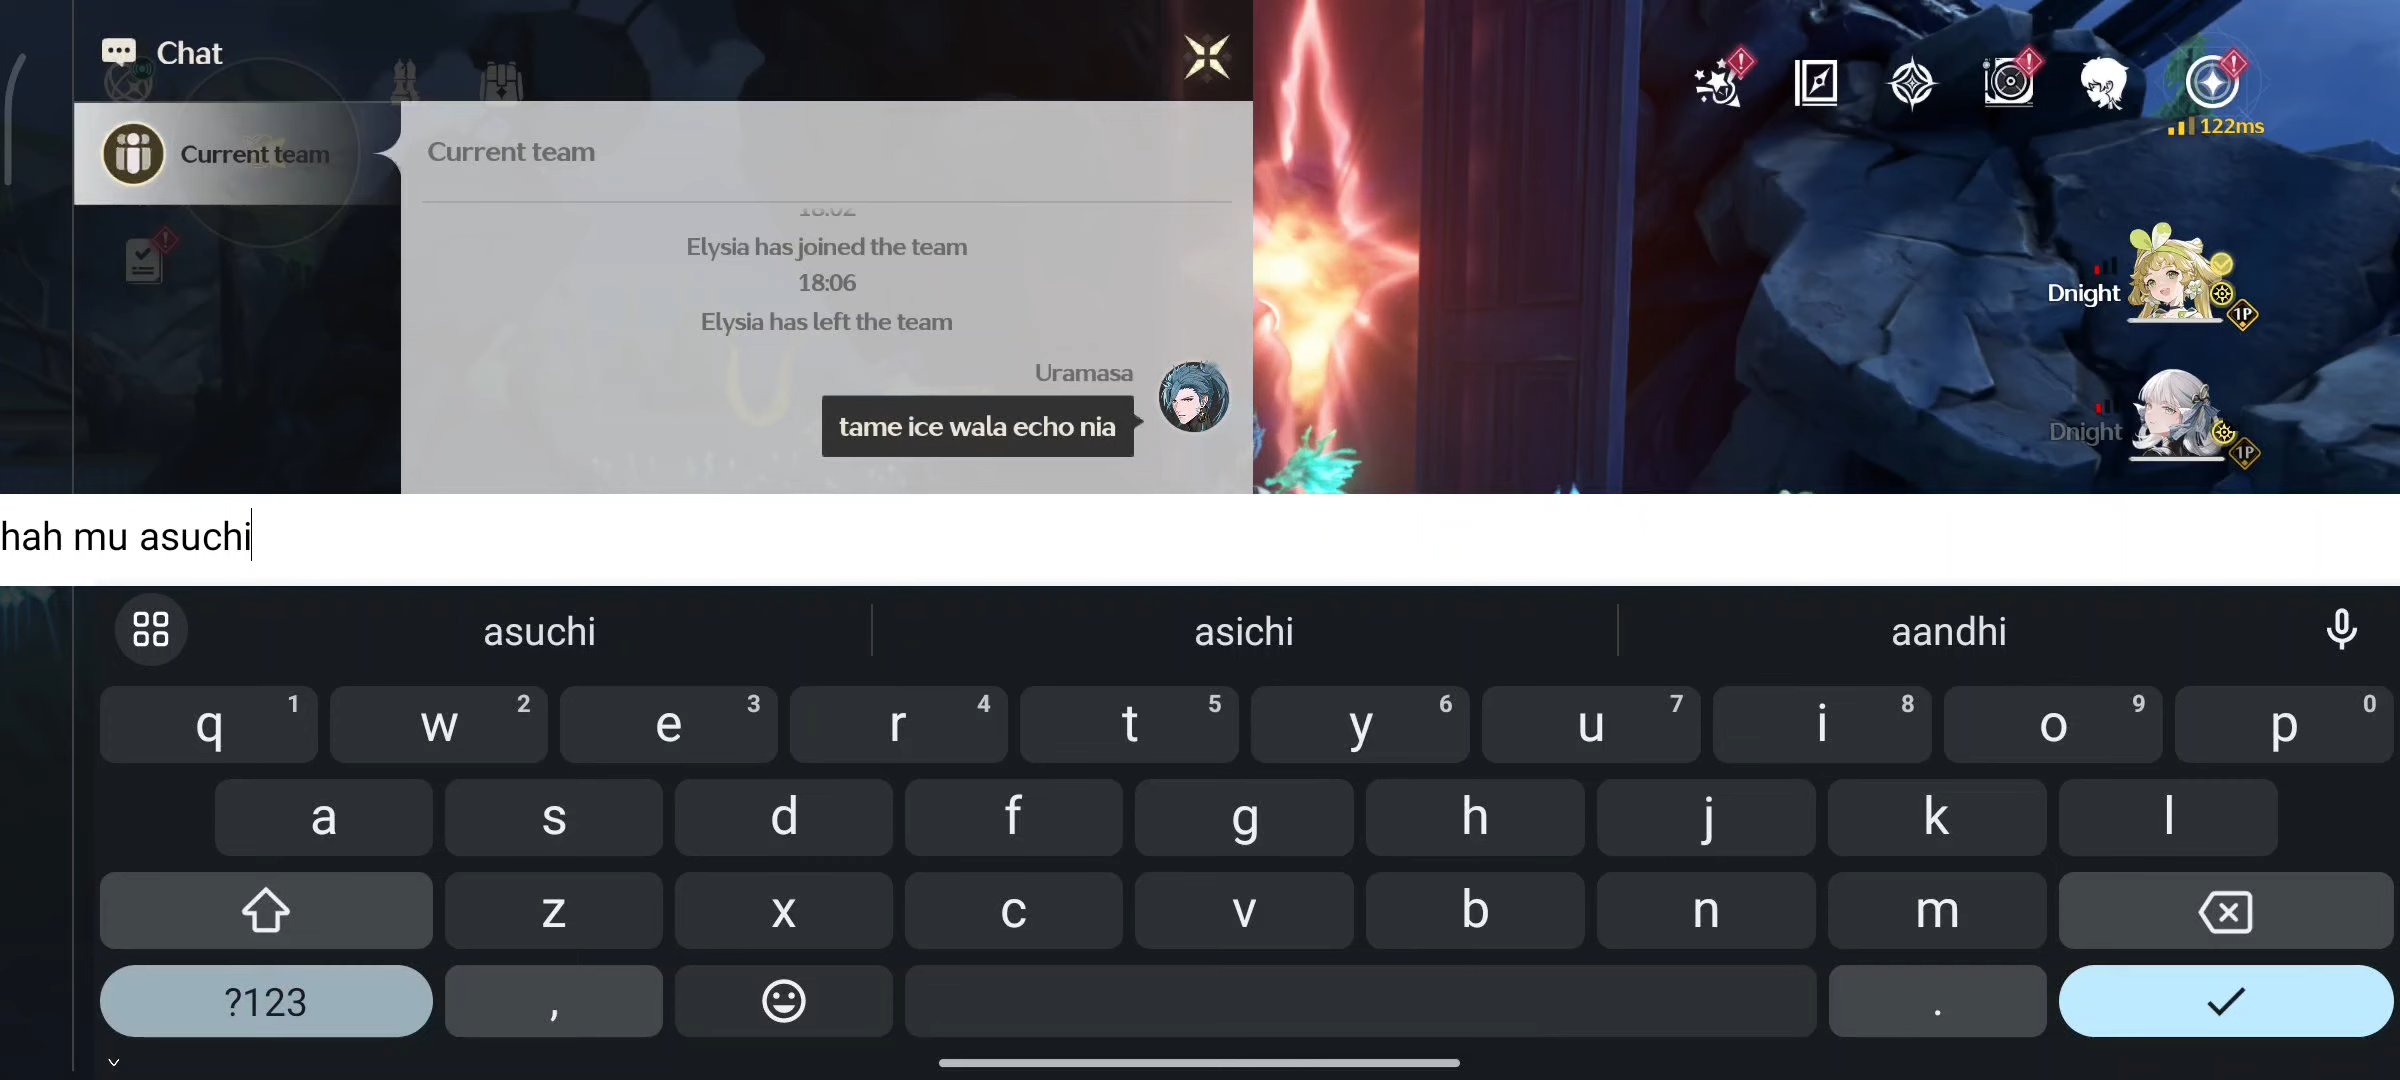 Chat
122ms
Current team
Current team
18:02
Elysia has joined the team
18:06
Elysia has left the team
Uramasa
tame ice wala echo nia
Dnight
1P
Dnight
1P
hah mu asuchi
asuchi asichi aandhi
q 1 w 2 e 3 r 4 t 5 y 6 u 7 i 8 o 9 p 0
a s d f g h j k l
z x c v b n m
?123 , .